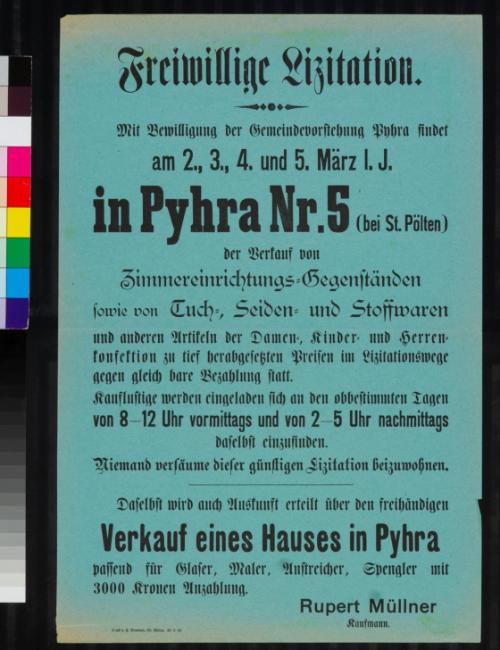 Freiwillige Lizitation.
Mit Bewilligung der Gemeindevorstehung Pyhra findet
am 2., 3., 4. und 5. März l. J.
in Pyhra Nr. 5 (bei St. Pölten)
der Verkauf von
Zimmereinrichtungs-Gegenständen
sowie von Tuch-, Seiden- und Stoffwaren
und anderen Artikeln der Damen-, Kinder- und Herren-
konfektion zu tief herabgesetzten Preisen im Lizitationswege
gegen gleich bare Bezahlung statt.
Kauflustige werden eingeladen sich an den obbestimmten Tagen
von 8—12 Uhr vormittags und von 2—5 Uhr nachmittags
daselbst einzufinden.
Niemand versäume dieser günstigen Lizitation beizuwohnen.
Daselbst wird auch Auskunft erteilt über den freihändigen
Verkauf eines Hauses in Pyhra
passend für Glaser, Maler, Anstreicher, Spengler mit
3000 Kronen Anzahlung.
Rupert Müllner
Kaufmann.